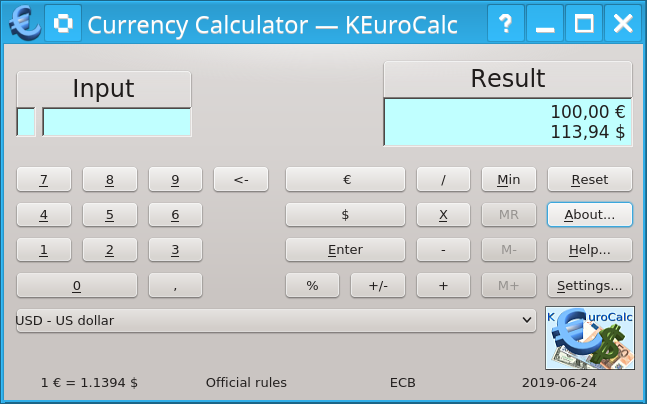 Currency Calculator — KEuroCalc ?
Input
Result
100,00 €
113,94 $
7 8 9 <- € / Min Reset
4 5 6 $ X MR About...
1 2 3 Enter - M- Help...
0 , % +/- + M+ Settings...
USD - US dollar
K EuroCalc
1 € = 1.1394 $ Official rules ECB 2019-06-24